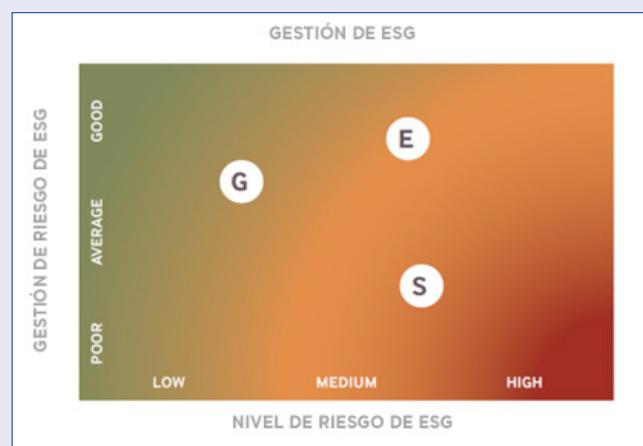 GESTIÓN DE ESG
GESTIÓN DE RIESGO DE ESG
GOOD
AVERAGE
POOR
E
G
S
LOW
MEDIUM
HIGH
NIVEL DE RIESGO DE ESG